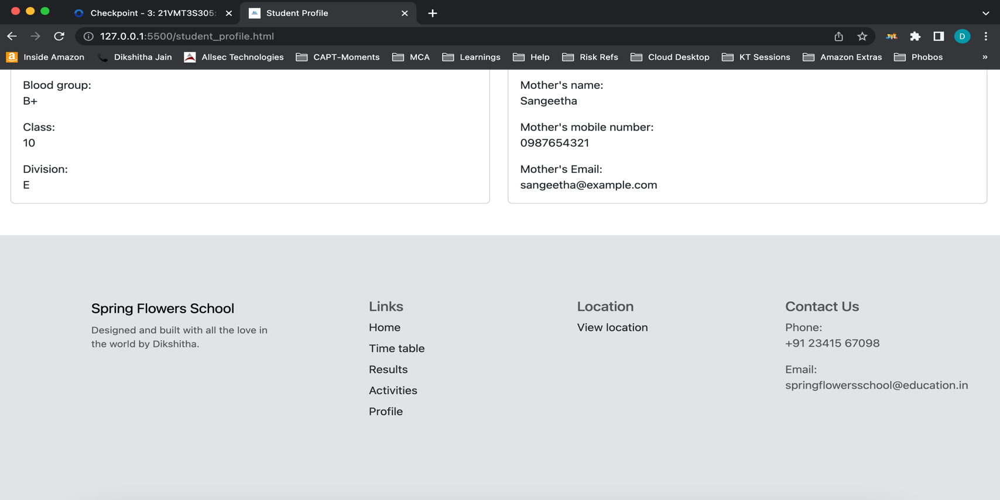 Checkpoint - 3: 21VMT3S305:
Student Profile
127.0.0.1:5500/student_profile.html
D
Inside Amazon
Dikshitha Jain
Allsec Technologies
CAPT-Moments
MCA
Learnings
Help
Risk Refs
Cloud Desktop
KT Sessions
Amazon Extras
Phobos
»
Blood group:
B+
Class:
10
Division:
E
Mother's name:
Sangeetha
Mother's mobile number:
0987654321
Mother's Email:
sangeetha@example.com
Spring Flowers School
Designed and built with all the love in
the world by Dikshitha.
Links
Home
Time table
Results
Activities
Profile
Location
View location
Contact Us
Phone:
+91 23415 67098
Email:
springflowersschool@education.in